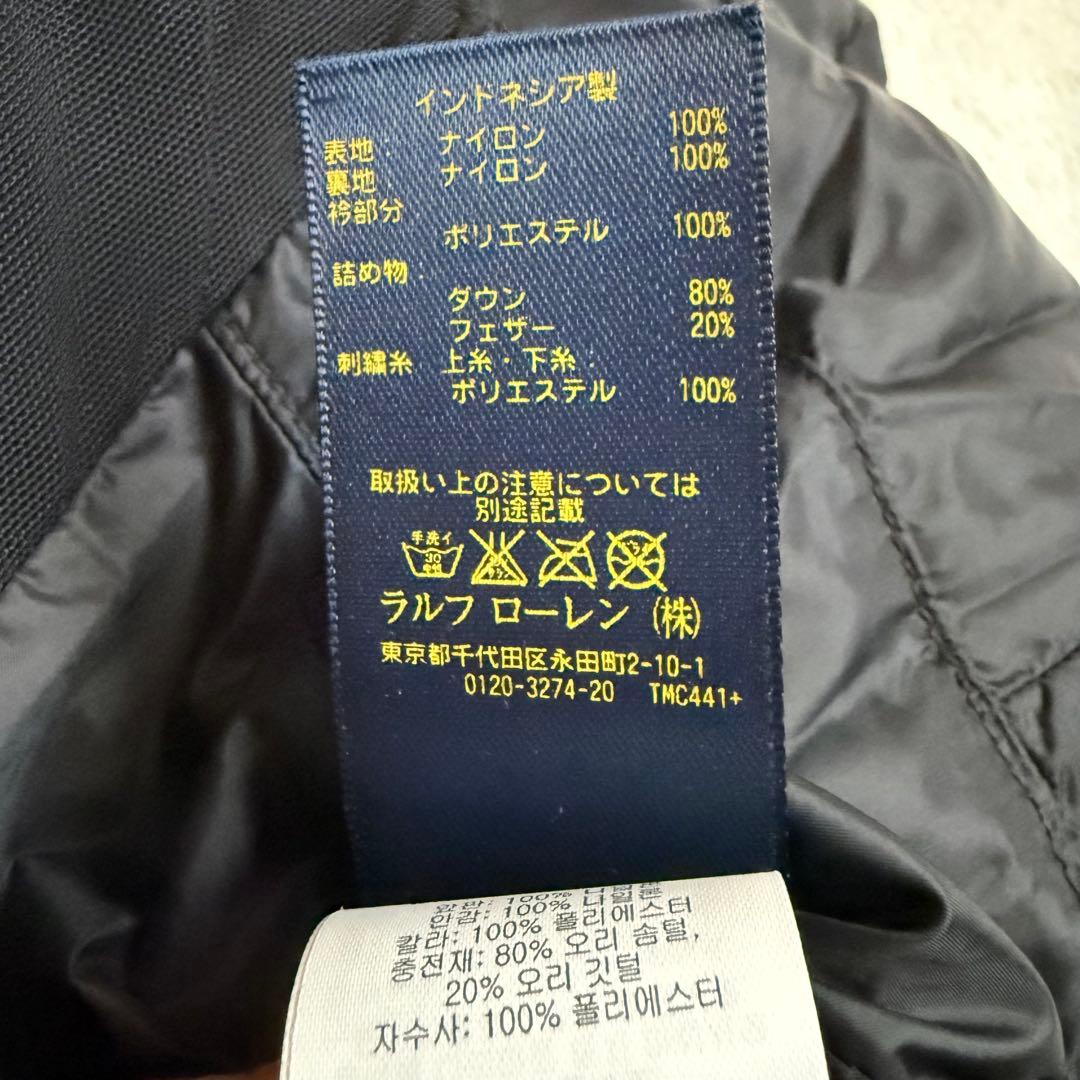 インドネシア製
表地 ナイロン 100%
裏地 ナイロン 100%
衿部分
ポリエステル 100%
詰め物
ダウン 80%
フェザー 20%
刺繍糸 上糸・下糸
ポリエステル 100%
取扱い上の注意については
別途記載
手洗イ
30
中性
ラルフ ローレン (株)
東京都千代田区永田町2-10-1
0120-3274-20 TMC441+
안감: 100% 나일론
칼라: 100% 폴리에스터
충전재: 80% 오리 솜털,
20% 오리 깃털
자수사: 100% 폴리에스터